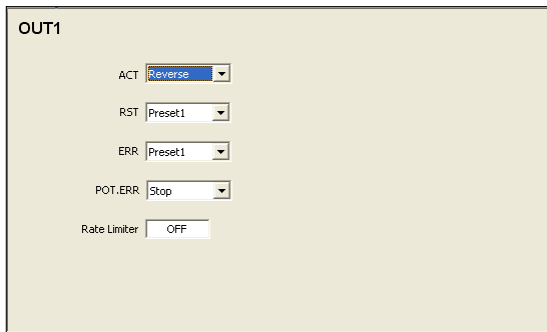 OUT1
ACT Reverse
RST Preset1
ERR Preset1
POT.ERR Stop
Rate Limiter OFF